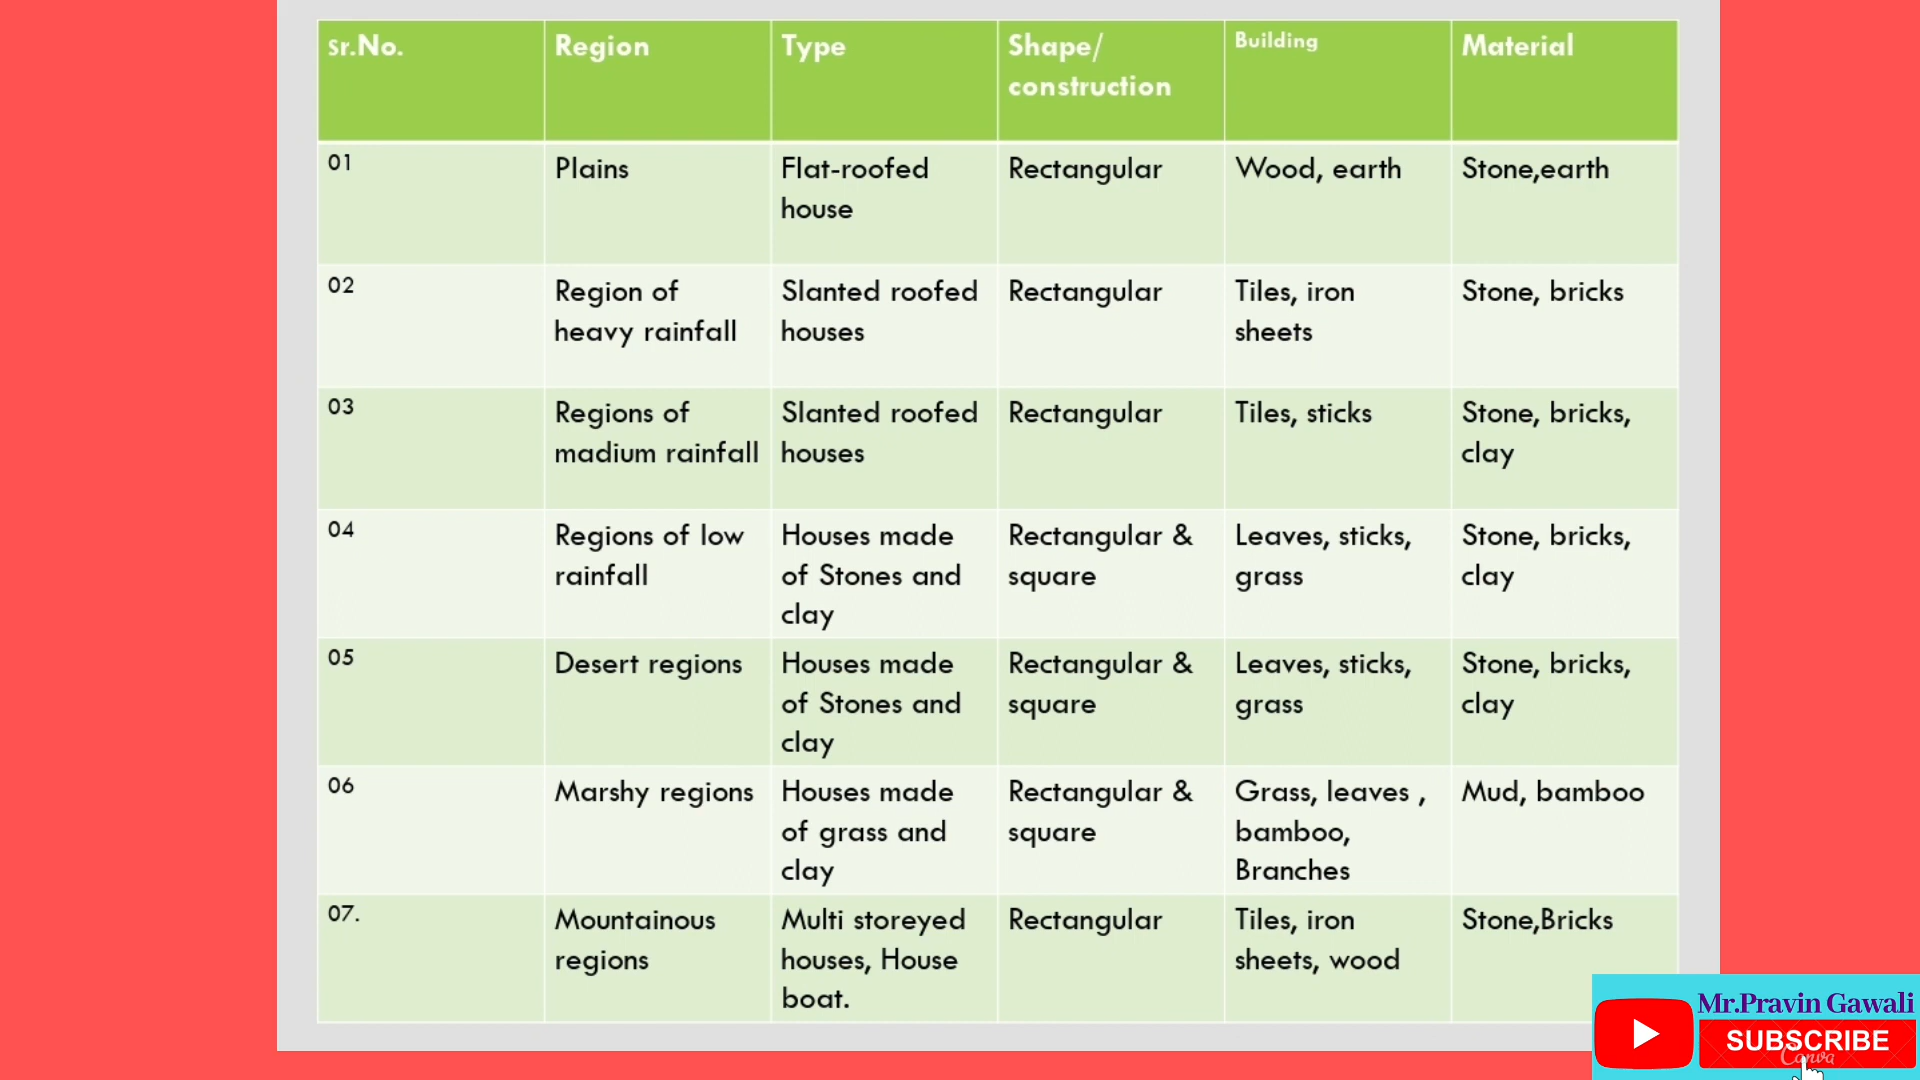 Sr.No. Region Type Shape/ Building Material
construction
01 Plains Flat-roofed Rectangular Wood, earth Stone,earth
house
02 Region of Slanted roofed Rectangular Tiles, iron Stone, bricks
heavy rainfall houses sheets
03 Regions of Slanted roofed Rectangular Tiles, sticks Stone, bricks,
madium rainfall houses clay
04 Regions of low Houses made Rectangular & Leaves, sticks, Stone, bricks,
rainfall of Stones and square grass clay
clay
05 Desert regions Houses made Rectangular & Leaves, sticks, Stone, bricks,
of Stones and square grass clay
clay
06 Marshy regions Houses made Rectangular & Grass, leaves , Mud, bamboo
of grass and square bamboo,
clay Branches
07. Mountainous Multi storeyed Rectangular Tiles, iron Stone,Bricks
regions houses, House sheets, wood
boat.
Mr.Pravin Gawali
SUBSCRIBE
Canva